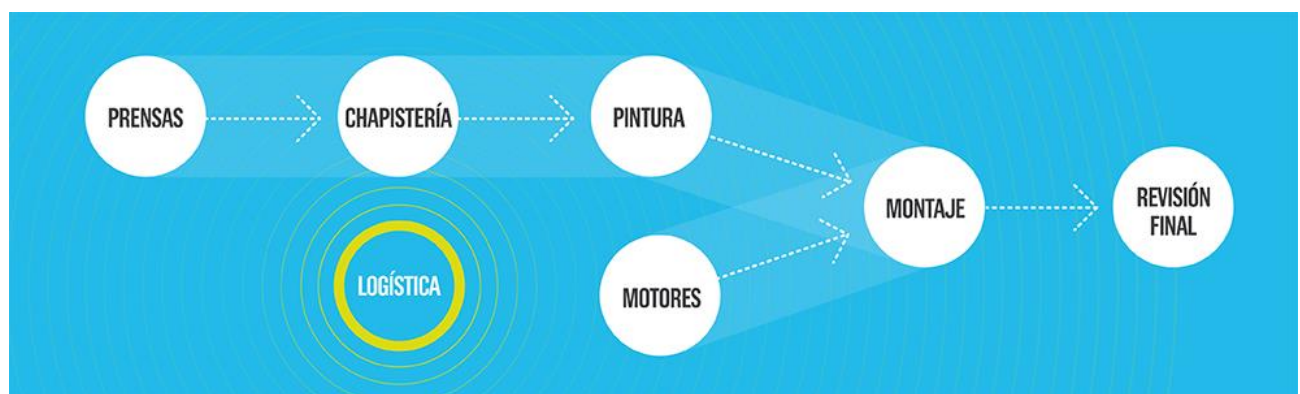 PRENSAS
CHAPISTERÍA
PINTURA
MONTAJE
REVISIÓN
FINAL
LOGÍSTICA
MOTORES